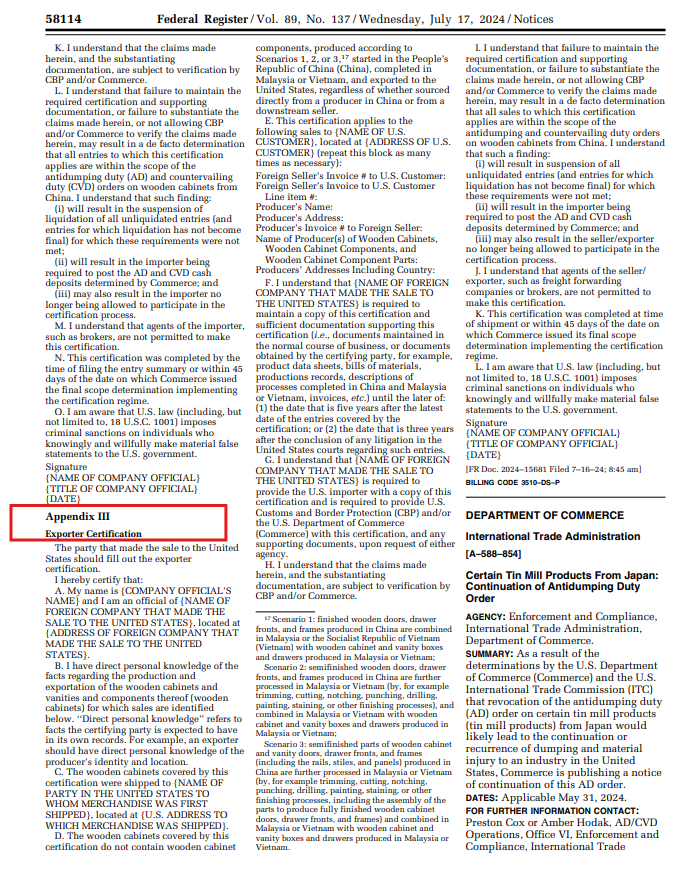 58114 Federal Register / Vol. 89, No. 137 / Wednesday, July 17, 2024 / Notices
K. I understand that the claims made
herein, and the substantiating
documentation, are subject to verification by
CBP and/or Commerce.
L. I understand that failure to maintain the
required certification and supporting
documentation, or failure to substantiate the
claims made herein, or not allowing CBP
and/or Commerce to verify the claims made
herein, may result in a de facto determination
that all entries to which this certification
applies are within the scope of the
antidumping duty (AD) and countervailing
duty (CVD) orders on wooden cabinets from
China. I understand that such finding:
(i) will result in the suspension of
liquidation of all unliquidated entries (and
entries for which liquidation has not become
final) for which these requirements were not
met;
(ii) will result in the importer being
required to post the AD and CVD cash
deposits determined by Commerce; and
(iii) may also result in the importer no
longer being allowed to participate in the
certification process.
M. I understand that agents of the importer,
such as brokers, are not permitted to make
this certification.
N. This certification was completed by the
time of filing the entry summary or within 45
days of the date on which Commerce issued
the final scope determination implementing
the certification regime.
O. I am aware that U.S. law (including, but
not limited to, 18 U.S.C. 1001) imposes
criminal sanctions on individuals who
knowingly and willfully make material false
statements to the U.S. government.
Signature
{NAME OF COMPANY OFFICIAL}
{TITLE OF COMPANY OFFICIAL}
{DATE}
Appendix III
Exporter Certification
The party that made the sale to the United
States should fill out the exporter
certification.
I hereby certify that:
A. My name is {COMPANY OFFICIAL'S
NAME} and I am an official of {NAME OF
FOREIGN COMPANY THAT MADE THE
SALE TO THE UNITED STATES}, located at
{ADDRESS OF FOREIGN COMPANY THAT
MADE THE SALE TO THE UNITED
STATES}.
B. I have direct personal knowledge of the
facts regarding the production and
exportation of the wooden cabinets and
vanities and components thereof (wooden
cabinets) for which sales are identified
below. "Direct personal knowledge" refers to
facts the certifying party is expected to have
in its own records. For example, an exporter
should have direct personal knowledge of the
producer's identity and location.
C. The wooden cabinets covered by this
certification were shipped to {NAME OF
PARTY IN THE UNITED STATES TO
WHOM MERCHANDISE WAS FIRST
SHIPPED}, located at {U.S. ADDRESS TO
WHICH MERCHANDISE WAS SHIPPED}.
D. The wooden cabinets covered by this
certification do not contain wooden cabinet
components, produced according to
Scenarios 1, 2, or 3,17 started in the People's
Republic of China (China), completed in
Malaysia or Vietnam, and exported to the
United States, regardless of whether sourced
directly from a producer in China or from a
downstream seller.
E. This certification applies to the
following sales to {NAME OF U.S.
CUSTOMER}, located at {ADDRESS OF U.S.
CUSTOMER} (repeat this block as many
times as necessary):
Foreign Seller's Invoice # to U.S. Customer:
Foreign Seller's Invoice to U.S. Customer
Line item #:
Producer's Name:
Producer's Address:
Producer's Invoice # to Foreign Seller:
Name of Producer(s) of Wooden Cabinets,
Wooden Cabinet Components, and
Wooden Cabinet Component Parts:
Producers' Addresses Including Country:
F. I understand that {NAME OF FOREIGN
COMPANY THAT MADE THE SALE TO
THE UNITED STATES} is required to
maintain a copy of this certification and
sufficient documentation supporting this
certification (i.e., documents maintained in
the normal course of business, or documents
obtained by the certifying party, for example,
product data sheets, bills of materials,
productions records, descriptions of
processes completed in China and Malaysia
or Vietnam, invoices, etc.) until the later of:
(1) the date that is five years after the latest
date of the entries covered by the
certification; or (2) the date that is three years
after the conclusion of any litigation in the
United States courts regarding such entries.
G. I understand that {NAME OF FOREIGN
COMPANY THAT MADE THE SALE TO
THE UNITED STATES} is required to
provide the U.S. importer with a copy of this
certification and is required to provide U.S.
Customs and Border Protection (CBP) and/or
the U.S. Department of Commerce
(Commerce) with this certification, and any
supporting documents, upon request of either
agency.
H. I understand that the claims made
herein, and the substantiating
documentation, are subject to verification by
CBP and/or Commerce.
17 Scenario 1: finished wooden doors, drawer
fronts, and frames produced in China are combined
in Malaysia or the Socialist Republic of Vietnam
(Vietnam) with wooden cabinet and vanity boxes
and drawers produced in Malaysia or Vietnam;
Scenario 2: semifinished wooden doors, drawer
fronts, and frames produced in China are further
processed in Malaysia or Vietnam (by, for example
trimming, cutting, notching, punching, drilling,
painting, staining, or other finishing processes), and
combined in Malaysia or Vietnam with wooden
cabinet and vanity boxes and drawers produced in
Malaysia or Vietnam;
Scenario 3: semifinished parts of wooden cabinet
and vanity doors, drawer fronts, and frames
(including the rails, stiles, and panels) produced in
China are further processed in Malaysia or Vietnam
(by, for example trimming, cutting, notching,
punching, drilling, painting, staining, or other
finishing processes, including the assembly of the
parts to produce fully finished wooden cabinet
doors, drawer fronts, and frames) and combined in
Malaysia or Vietnam with wooden cabinet and
vanity boxes and drawers produced in Malaysia or
Vietnam.
I. I understand that failure to maintain the
required certification and supporting
documentation, or failure to substantiate the
claims made herein, or not allowing CBP
and/or Commerce to verify the claims made
herein, may result in a de facto determination
that all sales to which this certification
applies are within the scope of the
antidumping and countervailing duty orders
on wooden cabinets from China. I understand
that such a finding:
(i) will result in suspension of all
unliquidated entries (and entries for which
liquidation has not become final) for which
these requirements were not met;
(ii) will result in the importer being
required to post the AD and CVD cash
deposits determined by Commerce; and
(iii) may also result in the seller/exporter
no longer being allowed to participate in the
certification process.
J. I understand that agents of the seller/
exporter, such as freight forwarding
companies or brokers, are not permitted to
make this certification.
K. This certification was completed at time
of shipment or within 45 days of the date on
which Commerce issued its final scope
determination implementing the certification
regime.
L. I am aware that U.S. law (including, but
not limited to, 18 U.S.C. 1001) imposes
criminal sanctions on individuals who
knowingly and willfully make material false
statements to the U.S. government.
Signature
{NAME OF COMPANY OFFICIAL}
{TITLE OF COMPANY OFFICIAL}
{DATE}
[FR Doc. 2024–15681 Filed 7–16–24; 8:45 am]
BILLING CODE 3510–DS–P
DEPARTMENT OF COMMERCE
International Trade Administration
[A–588–854]
Certain Tin Mill Products From Japan:
Continuation of Antidumping Duty
Order
AGENCY: Enforcement and Compliance,
International Trade Administration,
Department of Commerce.
SUMMARY: As a result of the
determinations by the U.S. Department
of Commerce (Commerce) and the U.S.
International Trade Commission (ITC)
that revocation of the antidumping duty
(AD) order on certain tin mill products
(tin mill products) from Japan would
likely lead to the continuation or
recurrence of dumping and material
injury to an industry in the United
States, Commerce is publishing a notice
of continuation of this AD order.
DATES: Applicable May 31, 2024.
FOR FURTHER INFORMATION CONTACT:
Preston Cox or Amber Hodak, AD/CVD
Operations, Office VI, Enforcement and
Compliance, International Trade